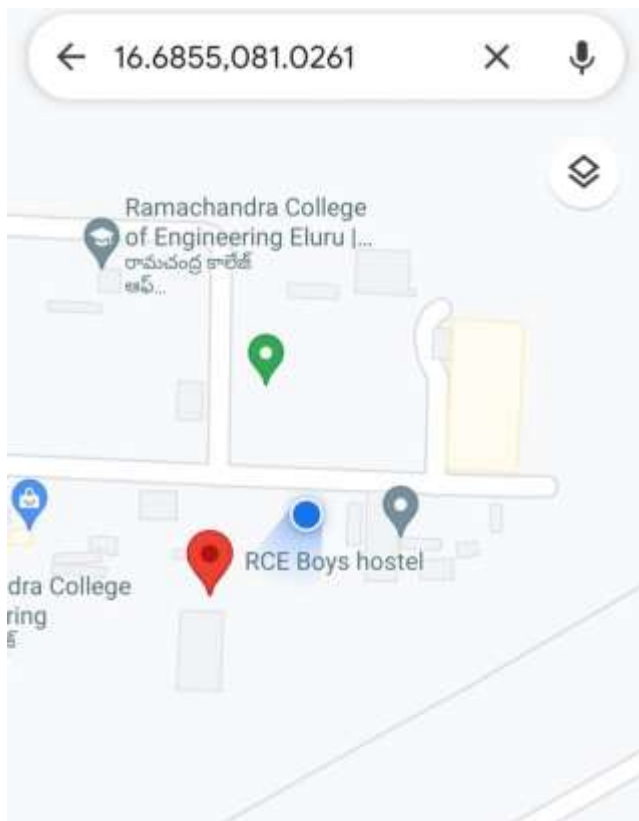 16.6855,081.0261
Ramachandra College
of Engineering Eluru |...
రామచంద్ర కాలేజ్
ఆఫ్...
RCE Boys hostel
dra College
ring